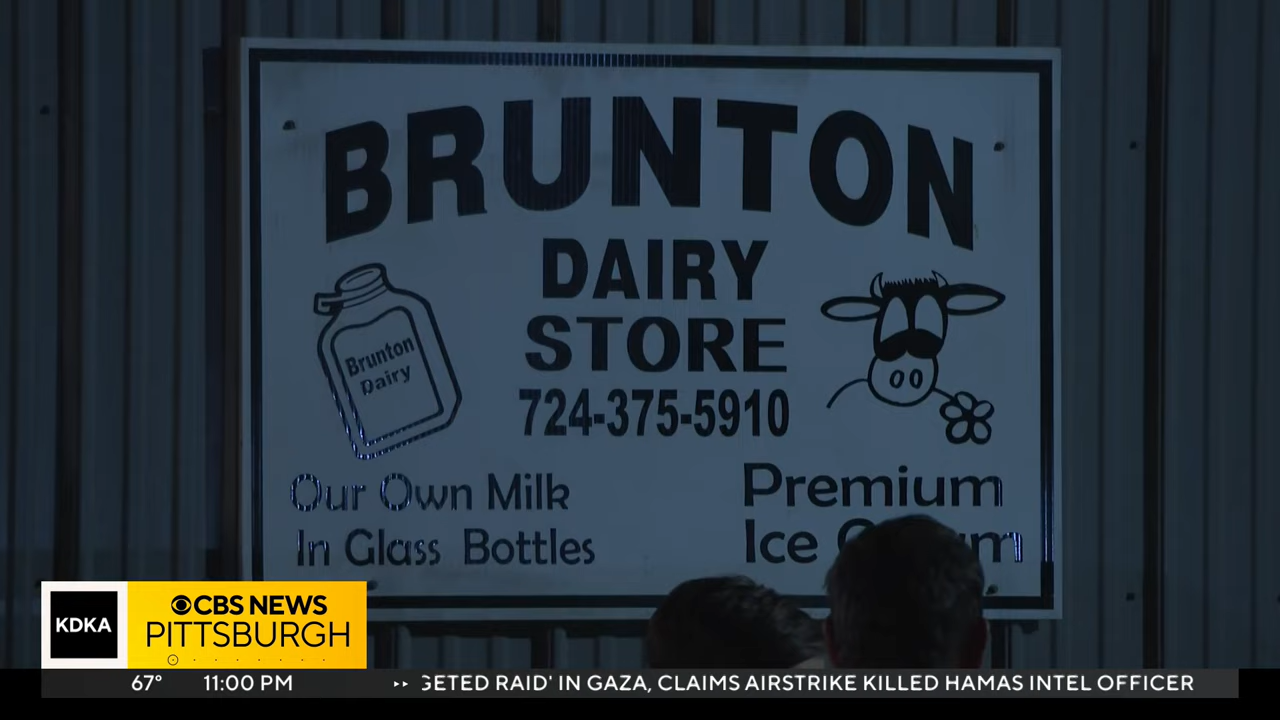 BRUNTON
DAIRY
STORE
724-375-5910
Brunton
Dairy
Our Own Milk
In Glass Bottles
Premium
Ice
KDKA
CBS NEWS
PITTSBURGH
67° 11:00 PM
RAID' IN GAZA, CLAIMS AIRSTRIKE KILLED HAMAS INTEL OFFICER